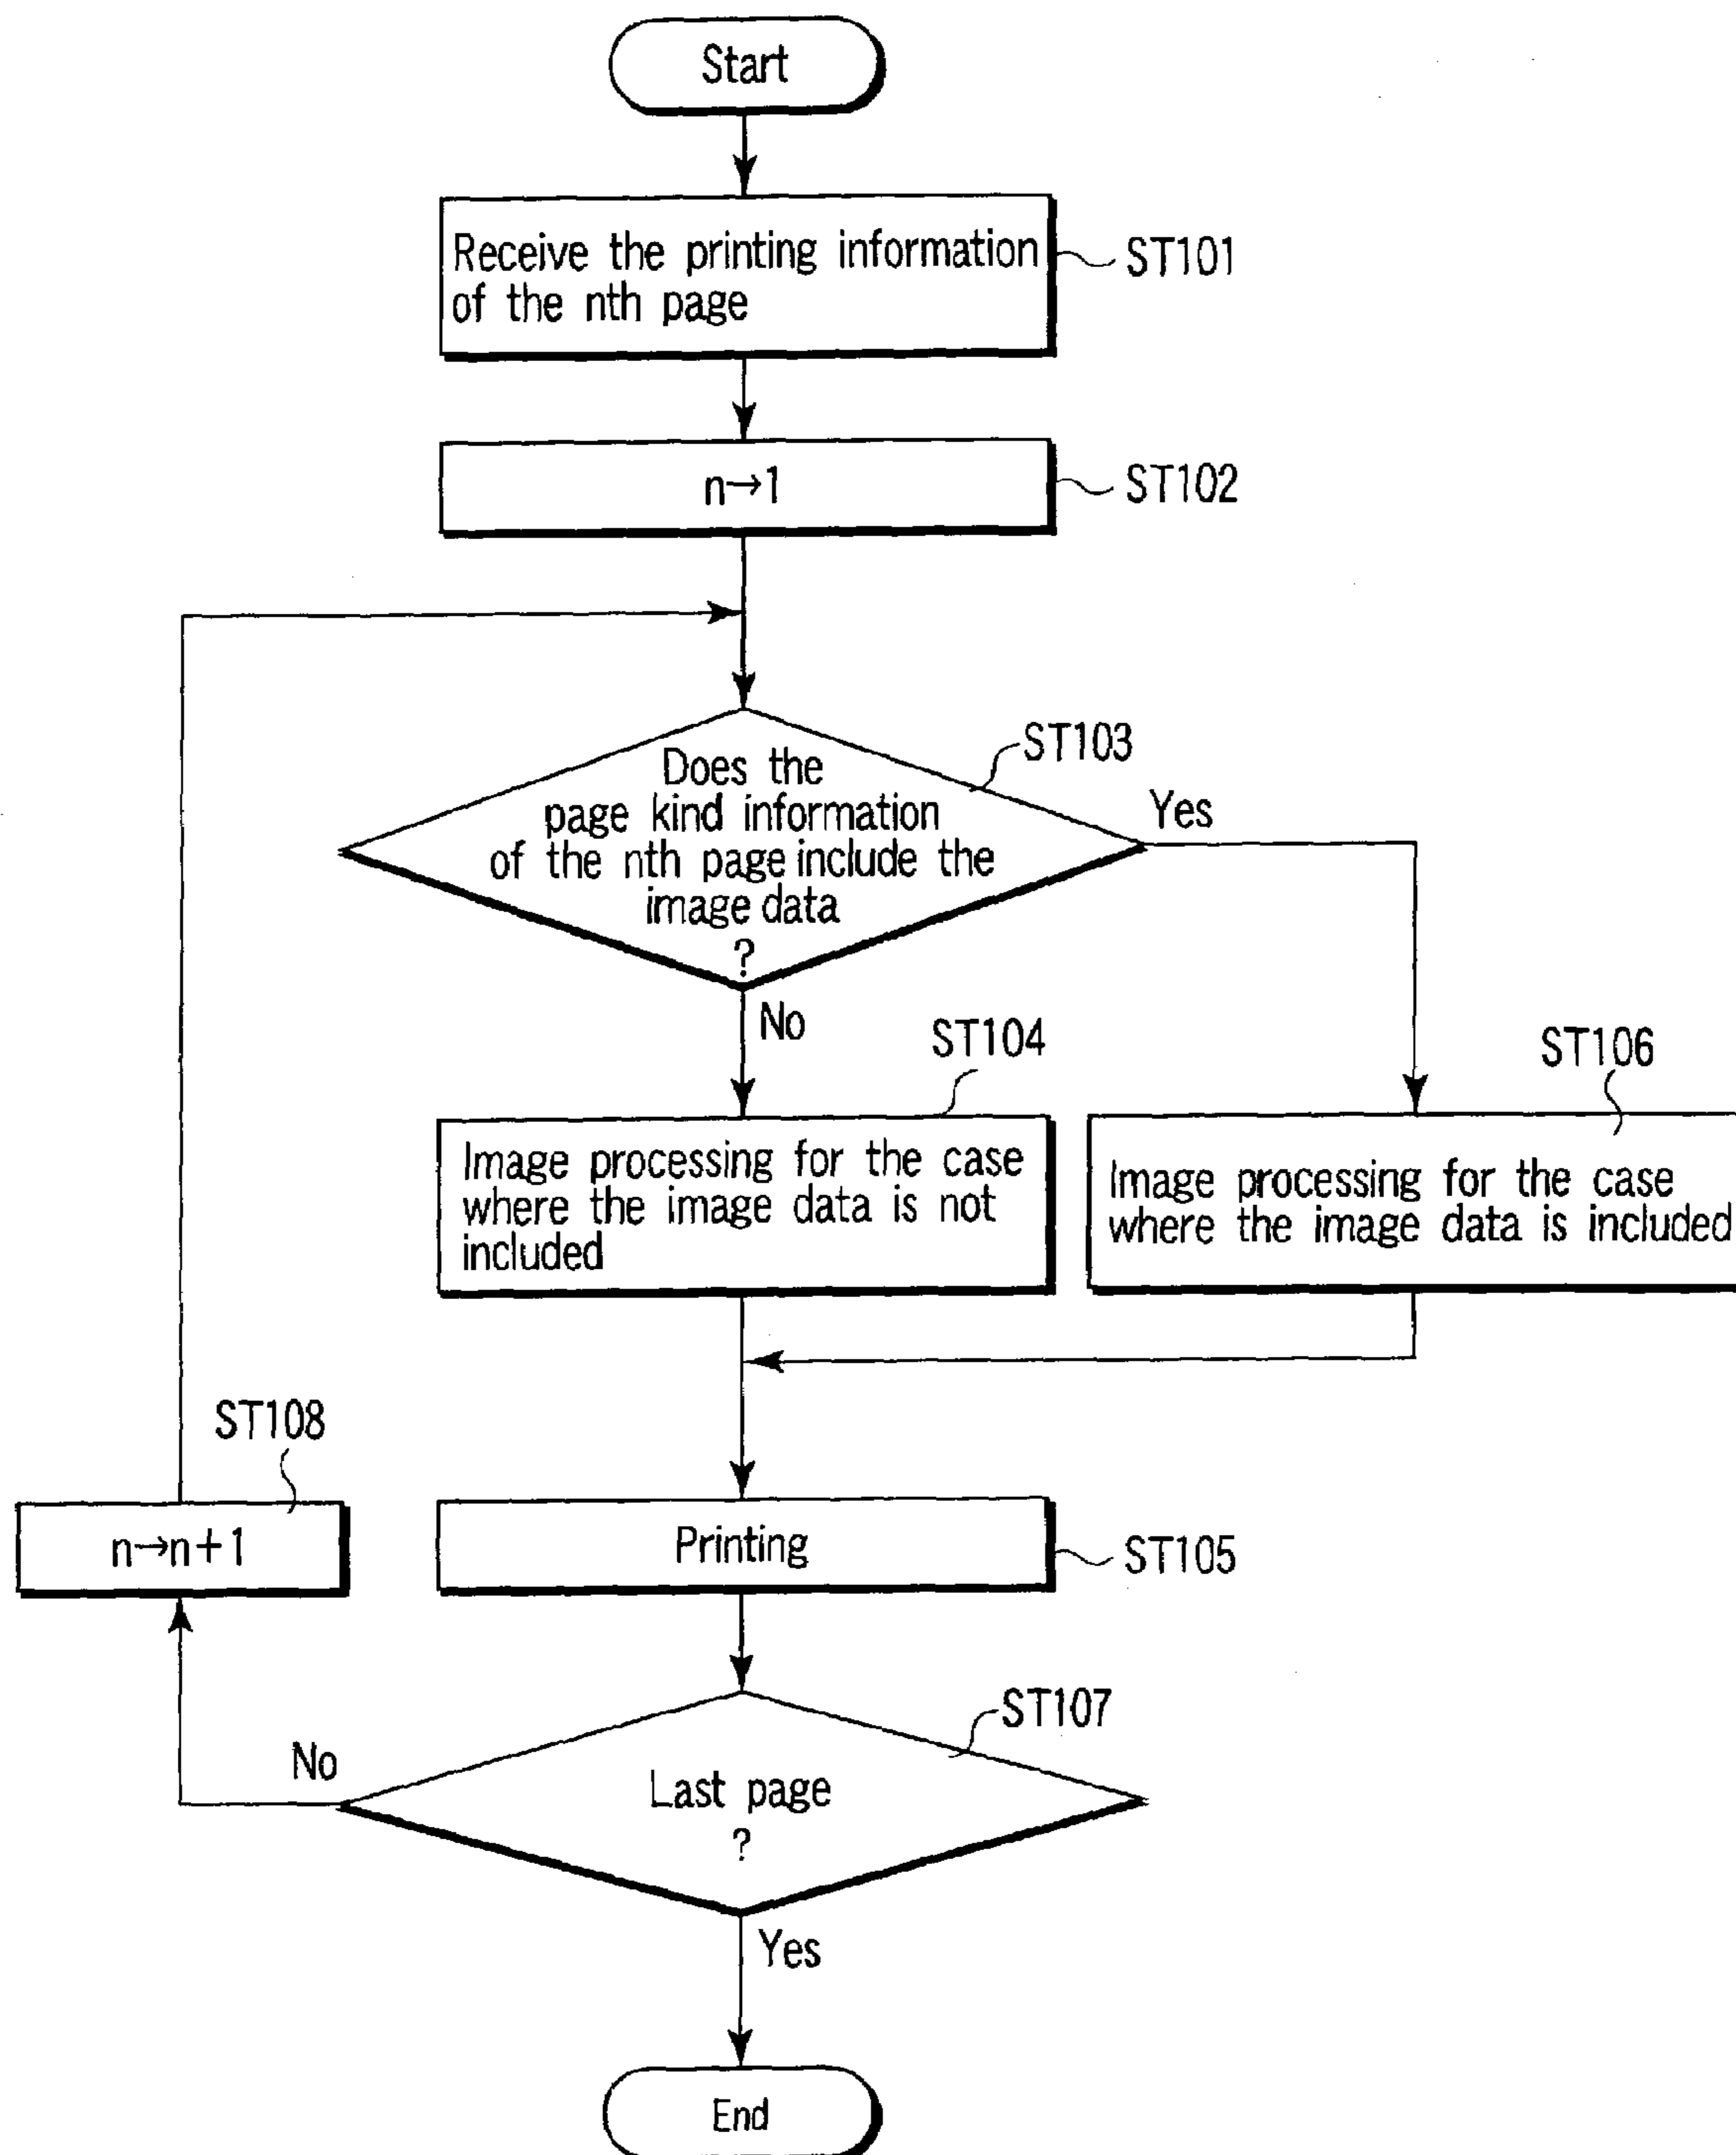 Start
Receive the printing information
of the nth page
ST101
n→1
ST102
ST103
Does the
page kind information
of the nth page include the
image data
?
Yes
No
ST104
Image processing for the case
where the image data is not
included
ST106
Image processing for the case
where the image data is included
ST108
n→n+1
Printing
ST105
ST107
Last page
?
No
Yes
End